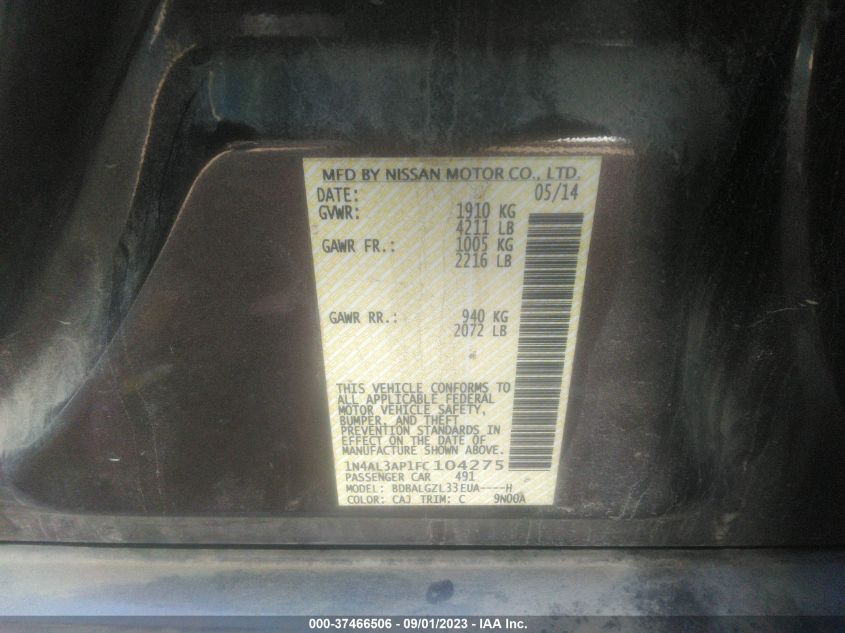 MFD BY NISSAN MOTOR CO., LTD.
DATE: 05/14
GVWR: 1910 KG
4211 LB
GAWR FR.: 1005 KG
2216 LB
GAWR RR.: 940 KG
2072 LB
THIS VEHICLE CONFORMS TO
ALL APPLICABLE FEDERAL
MOTOR VEHICLE SAFETY,
BUMPER, AND THEFT
PREVENTION STANDARDS IN
EFFECT ON THE DATE OF
MANUFACTURE SHOWN ABOVE.
1N4AL3AP1FC104275
PASSENGER CAR 491
MODEL: BDBALGZL33EUA----H
COLOR: CAJ TRIM: C 9N00A
000-37466506 - 09/01/2023 - IAA Inc.